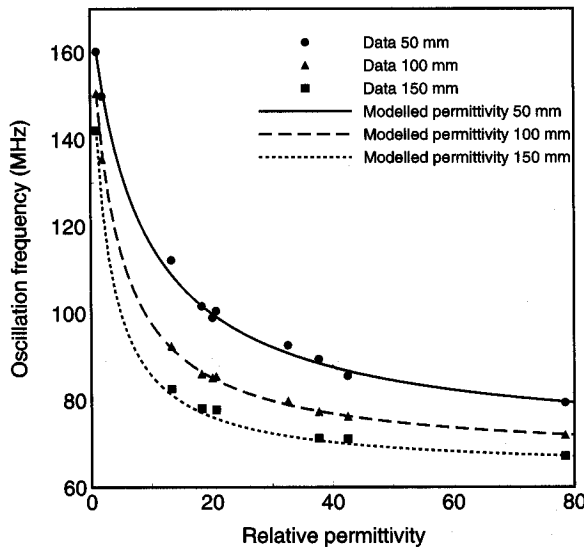 160
140
120
100
80
60
Oscillation frequency (MHz)
Data 50 mm
Data 100 mm
Data 150 mm
Modelled permittivity 50 mm
Modelled permittivity 100 mm
Modelled permittivity 150 mm
0 20 40 60 80
Relative permittivity